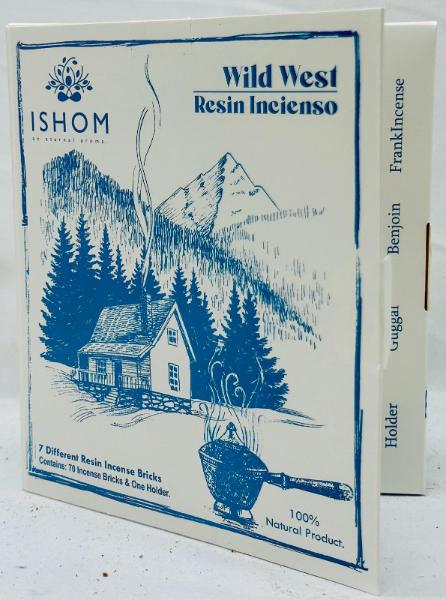 ISHOM
an eternal aroma.
Wild West
Resin Incienso
FrankIncense
Benjoin
Guggal
Holder
7 Different Resin Incense Bricks
Contains: 70 Incense Bricks & One Holder.
100%
Natural Product.